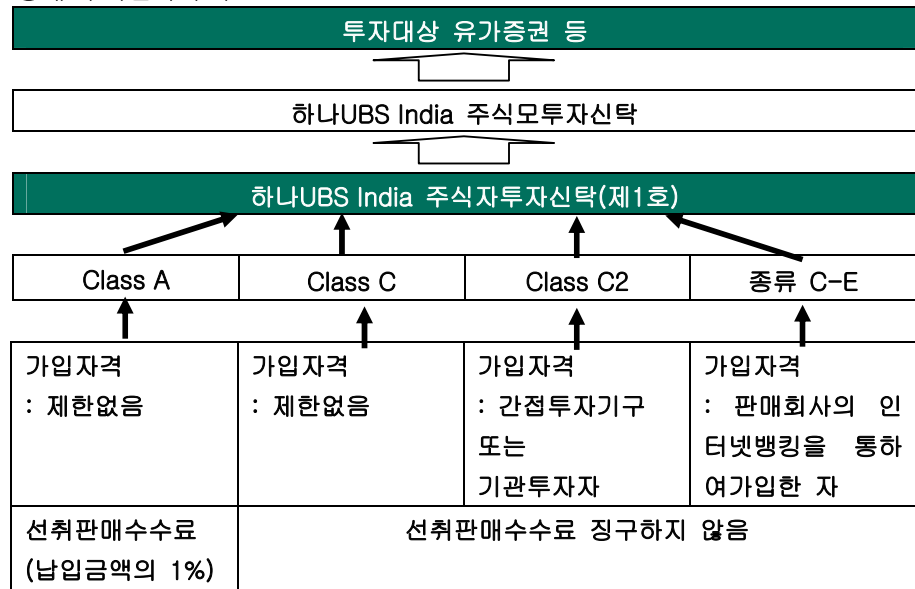 투자대상 유가증권 등
하나UBS India 주식모투자신탁
하나UBS India 주식자투자신탁(제1호)
Class A
Class C
Class C2
종류 C-E
가입자격
: 제한없음
가입자격
: 제한없음
가입자격
: 간접투자기구
또는
기관투자자
가입자격
: 판매회사의 인
터넷뱅킹을 통하
여가입한 자
선취판매수수료
(납입금액의 1%)
선취판매수수료 징구하지 않음